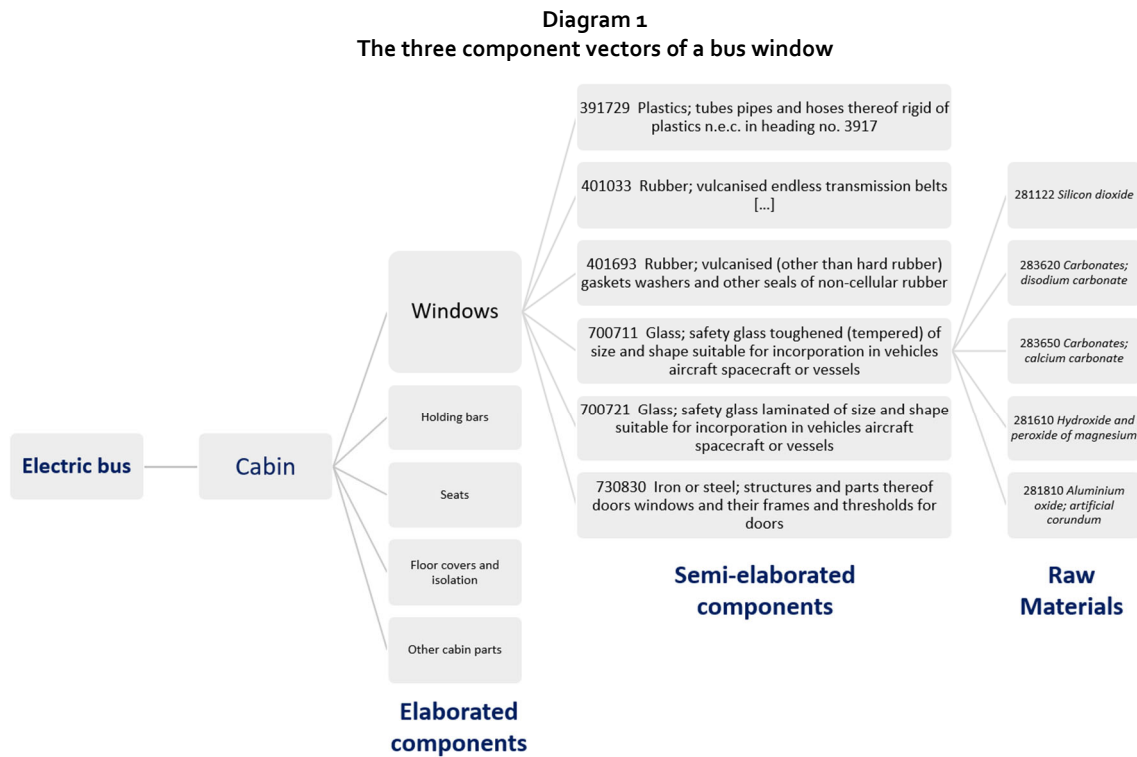 Diagram 1
The three component vectors of a bus window
Electric bus
Cabin
Windows
Holding bars
Seats
Floor covers and
isolation
Other cabin parts
Elaborated
components
391729 Plastics; tubes pipes and hoses thereof rigid of
plastics n.e.c. in heading no. 3917
401033 Rubber; vulcanised endless transmission belts
[...]
401693 Rubber; vulcanised (other than hard rubber)
gaskets washers and other seals of non-cellular rubber
700711 Glass; safety glass toughened (tempered) of
size and shape suitable for incorporation in vehicles
aircraft spacecraft or vessels
700721 Glass; safety glass laminated of size and shape
suitable for incorporation in vehicles aircraft
spacecraft or vessels
730830 Iron or steel; structures and parts thereof
doors windows and their frames and thresholds for
doors
Semi-elaborated
components
281122 Silicon dioxide
283620 Carbonates;
disodium carbonate
283650 Carbonates;
calcium carbonate
281610 Hydroxide and
peroxide of magnesium
281810 Aluminium
oxide; artificial
corundum
Raw
Materials